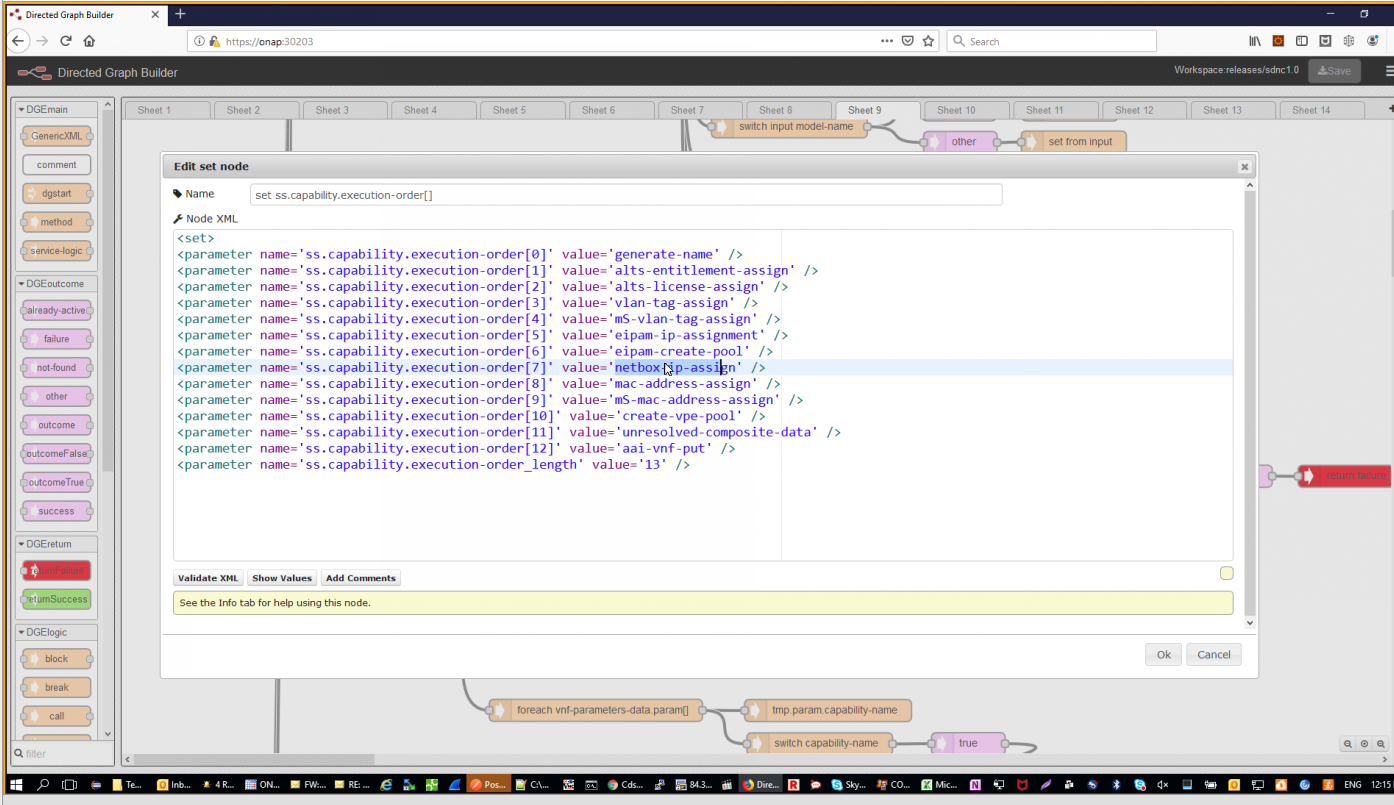 Directed Graph Builder
https://onap:30203
Search
Directed Graph Builder
Workspace:releases/sdnc1.0
Save
DGEmain
GenericXML
comment
dgstart
method
service-logic
DGEoutcome
already-active
failure
not-found
other
outcome
outcomeFalse
outcomeTrue
success
DGEreturn
returnFailure
returnSuccess
DGElogic
block
break
call
filter
Sheet 1 Sheet 2 Sheet 3 Sheet 4 Sheet 5 Sheet 6 Sheet 7 Sheet 8 Sheet 9 Sheet 10 Sheet 11 Sheet 12 Sheet 13 Sheet 14
switch input model-name
other
set from input
Edit set node
Name
set ss.capability.execution-order[]
Node XML
<set>
<parameter name='ss.capability.execution-order[0]' value='generate-name' />
<parameter name='ss.capability.execution-order[1]' value='alts-entitlement-assign' />
<parameter name='ss.capability.execution-order[2]' value='alts-license-assign' />
<parameter name='ss.capability.execution-order[3]' value='vlan-tag-assign' />
<parameter name='ss.capability.execution-order[4]' value='mS-vlan-tag-assign' />
<parameter name='ss.capability.execution-order[5]' value='eipam-ip-assignment' />
<parameter name='ss.capability.execution-order[6]' value='eipam-create-pool' />
<parameter name='ss.capability.execution-order[7]' value='netbox-ip-assign' />
<parameter name='ss.capability.execution-order[8]' value='mac-address-assign' />
<parameter name='ss.capability.execution-order[9]' value='mS-mac-address-assign' />
<parameter name='ss.capability.execution-order[10]' value='create-vpe-pool' />
<parameter name='ss.capability.execution-order[11]' value='unresolved-composite-data' />
<parameter name='ss.capability.execution-order[12]' value='aai-vnf-put' />
<parameter name='ss.capability.execution-order_length' value='13' />
Validate XML Show Values Add Comments
See the Info tab for help using this node.
Ok Cancel
return failure
foreach vnf-parameters-data.param[]
tmp.param.capability-name
switch capability-name
true
Te... Inb... 4 R... ON... FW:... RE: ... Pos... C:\... Cds... 84.3... Dire... Sky... CO... Mic... ENG 12:15